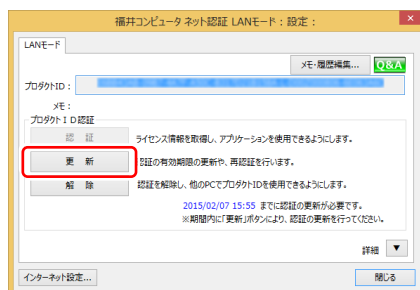 福井コンピュータ ネット認証 LANモード：設定：
LANモード
メモ・履歴編集...
Q&A
プロダクトID：
メモ：
プロダクトＩＤ認証
認　証
ライセンス情報を取得し、アプリケーションを使用できるようにします。
更　新
認証の有効期限の更新や、再認証を行います。
解　除
認証を解除し、他のPCでプロダクトIDを使用できるようにします。
2015/02/07 15:55 までに認証の更新が必要です。
※期間内に「更新」ボタンにより、認証の更新を行ってください。
詳細 ▼
インターネット設定...
閉じる